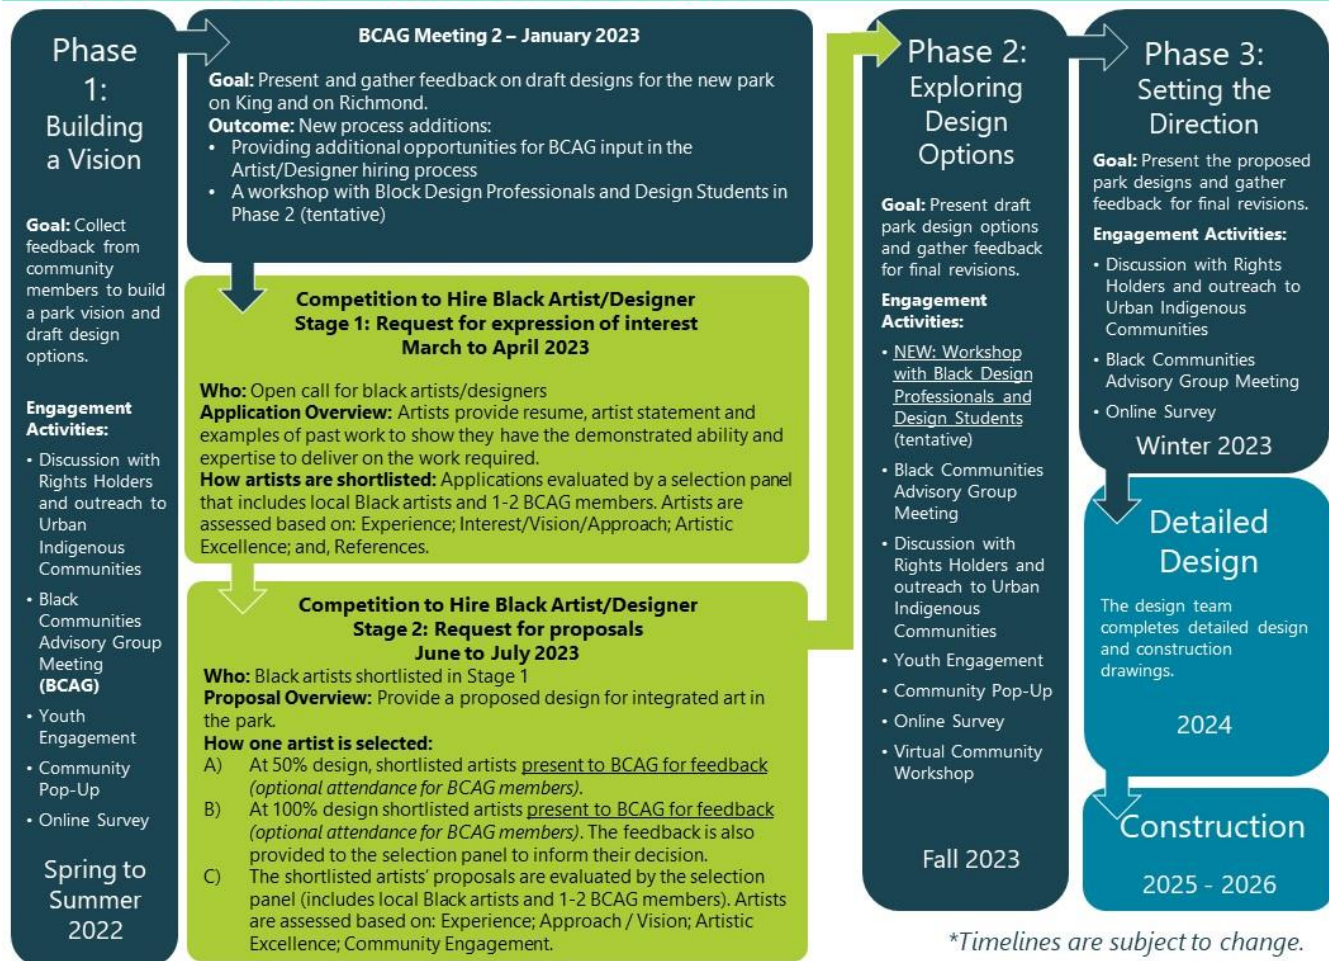 Phase
1:
Building
a Vision
Goal: Collect
feedback from
community
members to build
a park vision and
draft design
options.
Engagement
Activities:
• Discussion with
Rights Holders
and outreach to
Urban
Indigenous
Communities
• Black
Communities
Advisory Group
Meeting
(BCAG)
• Youth
Engagement
• Community
Pop-Up
• Online Survey
Spring to
Summer
2022
BCAG Meeting 2 – January 2023
Goal: Present and gather feedback on draft designs for the new park
on King and on Richmond.
Outcome: New process additions:
• Providing additional opportunities for BCAG input in the
Artist/Designer hiring process
• A workshop with Block Design Professionals and Design Students in
Phase 2 (tentative)
Competition to Hire Black Artist/Designer
Stage 1: Request for expression of interest
March to April 2023
Who: Open call for black artists/designers
Application Overview: Artists provide resume, artist statement and
examples of past work to show they have the demonstrated ability and
expertise to deliver on the work required.
How artists are shortlisted: Applications evaluated by a selection panel
that includes local Black artists and 1-2 BCAG members. Artists are
assessed based on: Experience; Interest/Vision/Approach; Artistic
Excellence; and, References.
Competition to Hire Black Artist/Designer
Stage 2: Request for proposals
June to July 2023
Who: Black artists shortlisted in Stage 1
Proposal Overview: Provide a proposed design for integrated art in
the park.
How one artist is selected:
A) At 50% design, shortlisted artists present to BCAG for feedback
(optional attendance for BCAG members).
B) At 100% design shortlisted artists present to BCAG for feedback
(optional attendance for BCAG members). The feedback is also
provided to the selection panel to inform their decision.
C) The shortlisted artists' proposals are evaluated by the selection
panel (includes local Black artists and 1-2 BCAG members). Artists
are assessed based on: Experience; Approach / Vision; Artistic
Excellence; Community Engagement.
Phase 2:
Exploring
Design
Options
Goal: Present draft
park design options
and gather feedback
for final revisions.
Engagement
Activities:
• NEW: Workshop
with Black Design
Professionals and
Design Students
(tentative)
• Black Communities
Advisory Group
Meeting
• Discussion with
Rights Holders and
outreach to Urban
Indigenous
Communities
• Youth Engagement
• Community Pop-Up
• Online Survey
• Virtual Community
Workshop
Fall 2023
Phase 3:
Setting the
Direction
Goal: Present the proposed
park designs and gather
feedback for final revisions.
Engagement Activities:
• Discussion with Rights
Holders and outreach to
Urban Indigenous
Communities
• Black Communities
Advisory Group Meeting
• Online Survey
Winter 2023
Detailed
Design
The design team
completes detailed design
and construction
drawings.
2024
Construction
2025 - 2026
*Timelines are subject to change.